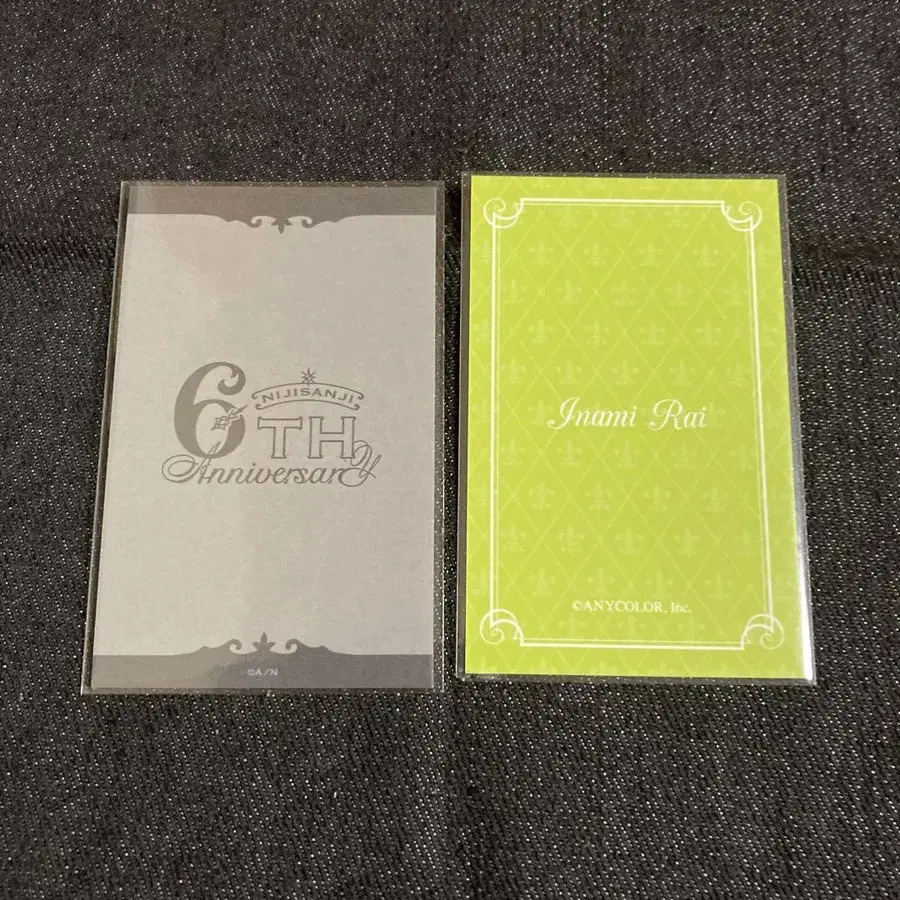 NIJISANJI
6TH
Anniversary
©A/N
Inami Rai
©ANYCOLOR, Inc.